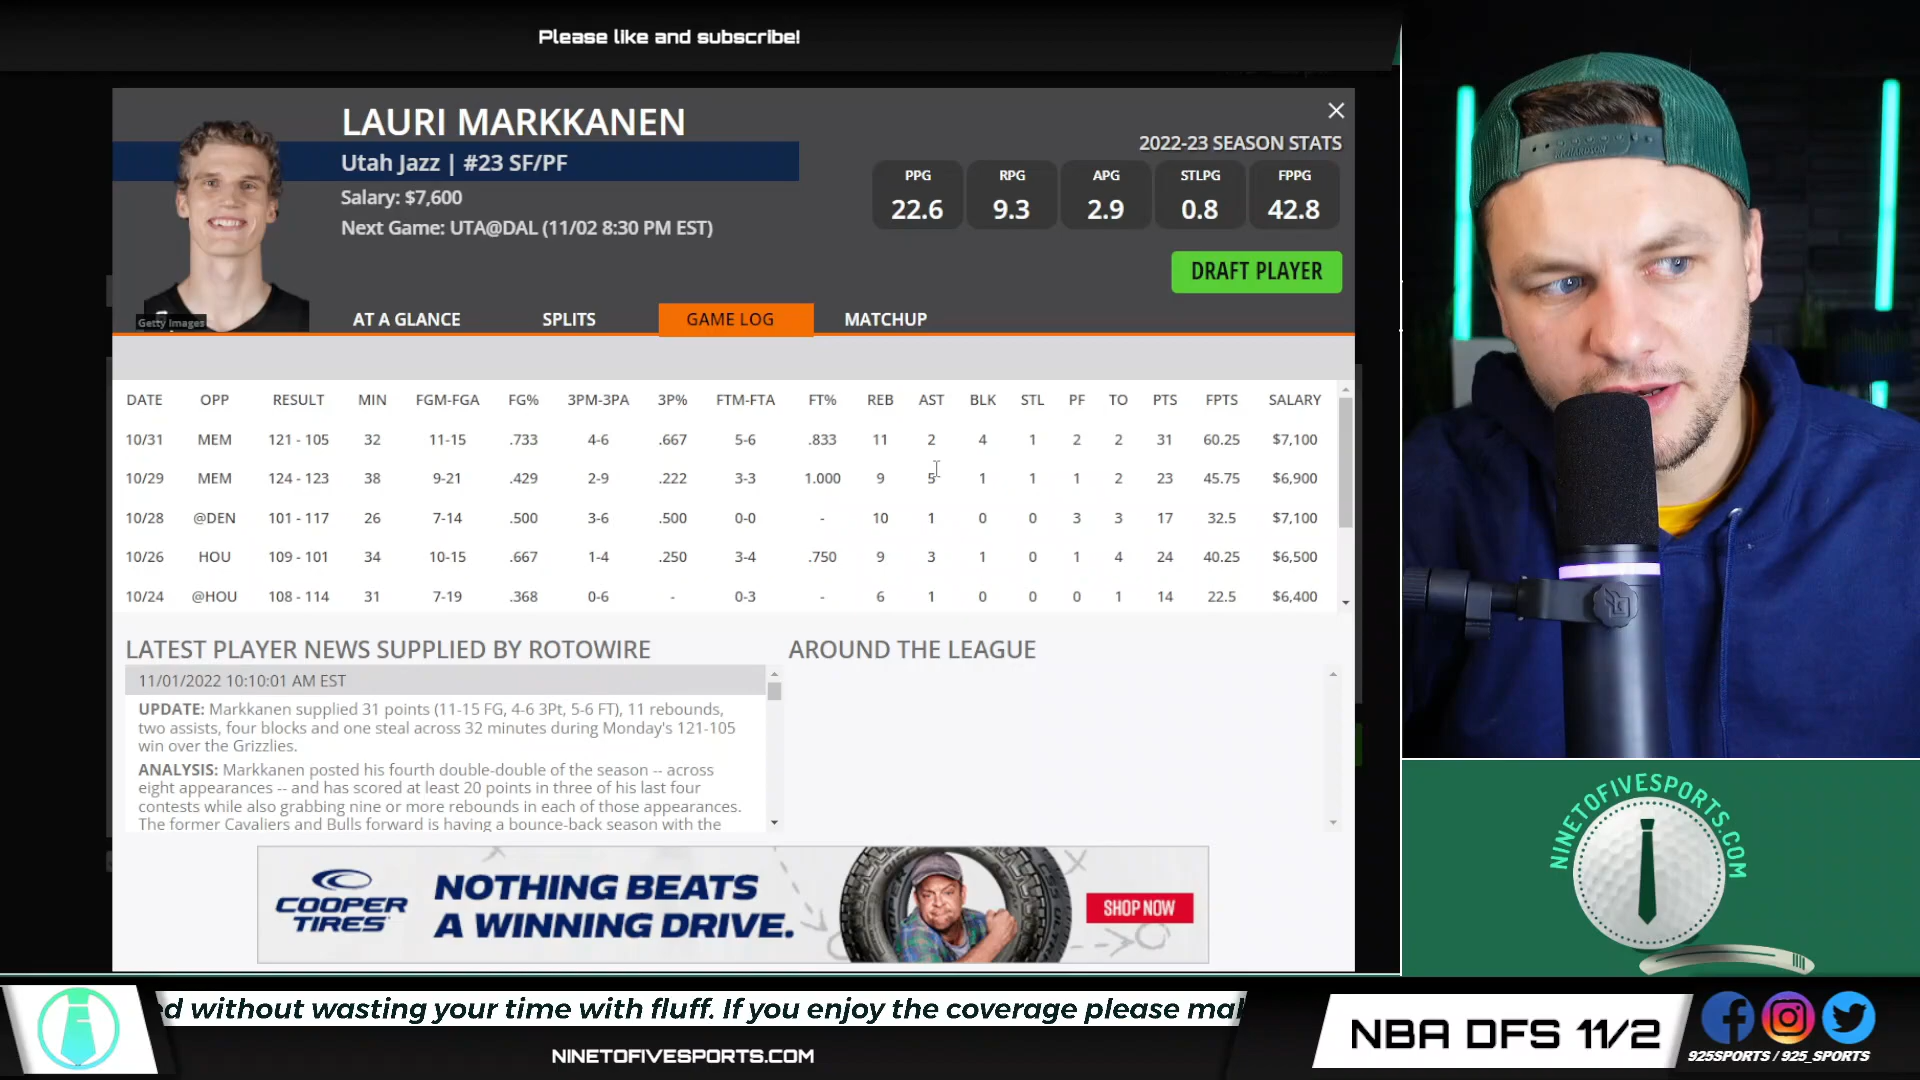 Please like and subscribe!
LAURI MARKKANEN
Utah Jazz | #23 SF/PF
Salary: $7,600
Next Game: UTA@DAL (11/02 8:30 PM EST)
2022-23 SEASON STATS
PPG RPG APG STLPG FPPG
22.6 9.3 2.9 0.8 42.8
DRAFT PLAYER
Getty Images
AT A GLANCE SPLITS GAME LOG MATCHUP
DATE OPP RESULT MIN FGM-FGA FG% 3PM-3PA 3P% FTM-FTA FT% REB AST BLK STL PF TO PTS FPTS SALARY
10/31 MEM 121 - 105 32 11-15 .733 4-6 .667 5-6 .833 11 2 4 1 2 2 31 60.25 $7,100
10/29 MEM 124 - 123 38 9-21 .429 2-9 .222 3-3 1.000 9 5 1 1 1 2 23 45.75 $6,900
10/28 @DEN 101 - 117 26 7-14 .500 3-6 .500 0-0 - 10 1 0 0 3 3 17 32.5 $7,100
10/26 HOU 109 - 101 34 10-15 .667 1-4 .250 3-4 .750 9 3 1 0 1 4 24 40.25 $6,500
10/24 @HOU 108 - 114 31 7-19 .368 0-6 - 0-3 - 6 1 0 0 0 1 14 22.5 $6,400
LATEST PLAYER NEWS SUPPLIED BY ROTOWIRE
AROUND THE LEAGUE
11/01/2022 10:10:01 AM EST
UPDATE: Markkanen supplied 31 points (11-15 FG, 4-6 3Pt, 5-6 FT), 11 rebounds,
two assists, four blocks and one steal across 32 minutes during Monday's 121-105
win over the Grizzlies.
ANALYSIS: Markkanen posted his fourth double-double of the season -- across
eight appearances -- and has scored at least 20 points in three of his last four
contests while also grabbing nine or more rebounds in each of those appearances.
The former Cavaliers and Bulls forward is having a bounce-back season with the
COOPER
TIRES
NOTHING BEATS
A WINNING DRIVE.
SHOP NOW
NINETOFIVESPORTS.COM
ed without wasting your time with fluff. If you enjoy the coverage please mak
NINETOFIVESPORTS.COM
NBA DFS 11/2
925SPORTS / 925_SPORTS